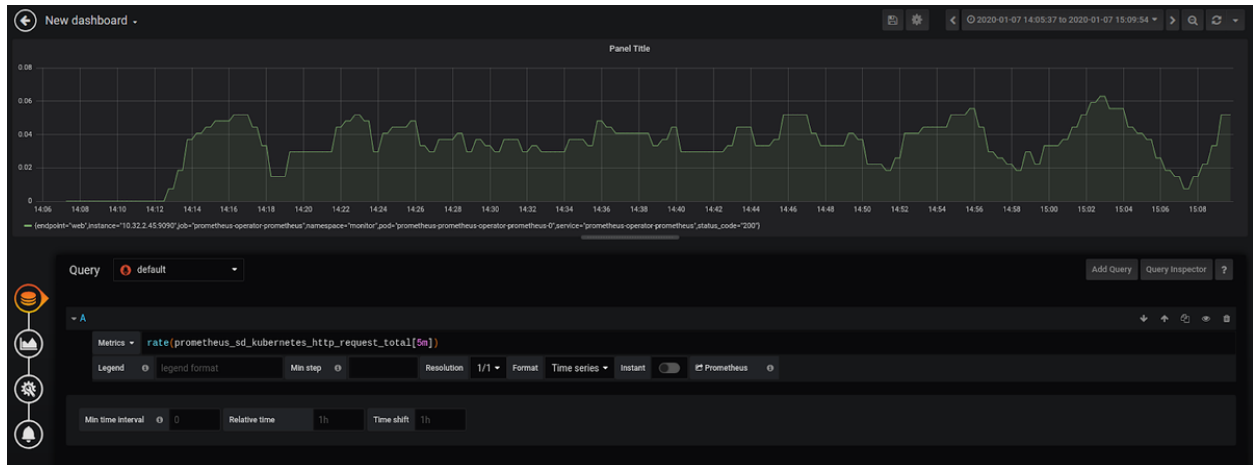 New dashboard
2020-01-07 14:05:37 to 2020-01-07 15:09:54
Panel Title
0.08
0.06
0.04
0.02
0
14:06 14:08 14:10 14:12 14:14 14:16 14:18 14:20 14:22 14:24 14:26 14:28 14:30 14:32 14:34 14:36 14:38 14:40 14:42 14:44 14:46 14:48 14:50 14:52 14:54 14:56 14:58 15:00 15:02 15:04 15:06 15:08
{endpoint="web",instance="10.32.2.45:9090",job="prometheus-operator-prometheus",namespace="monitor",pod="prometheus-prometheus-operator-prometheus-0",service="prometheus-operator-prometheus",status_code="200"}
Query default Add Query Query Inspector ?
A
Metrics rate(prometheus_sd_kubernetes_http_request_total[5m])
Legend legend format Min step Resolution 1/1 Format Time series Instant Prometheus
Min time interval 0 Relative time 1h Time shift 1h